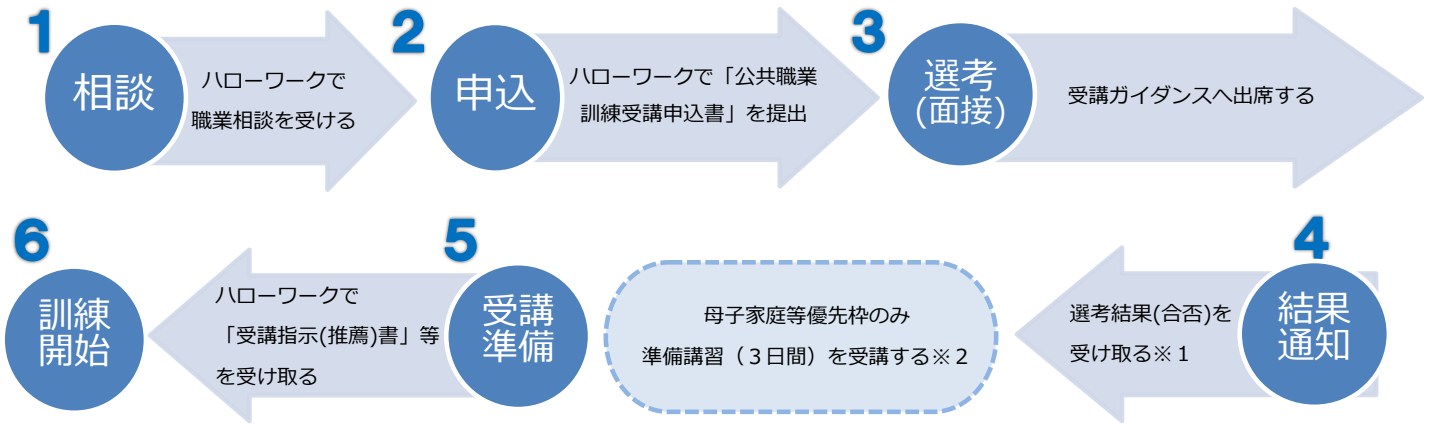 1
相談
ハローワークで
職業相談を受ける
2
申込
ハローワークで「公共職業
訓練受講申込書」を提出
3
選考
(面接)
受講ガイダンスへ出席する
4
結果
通知
選考結果(合否)を
受け取る※１
母子家庭等優先枠のみ
準備講習（３日間）を受講する※２
5
受講
準備
ハローワークで
「受講指示(推薦)書」等
を受け取る
6
訓練
開始